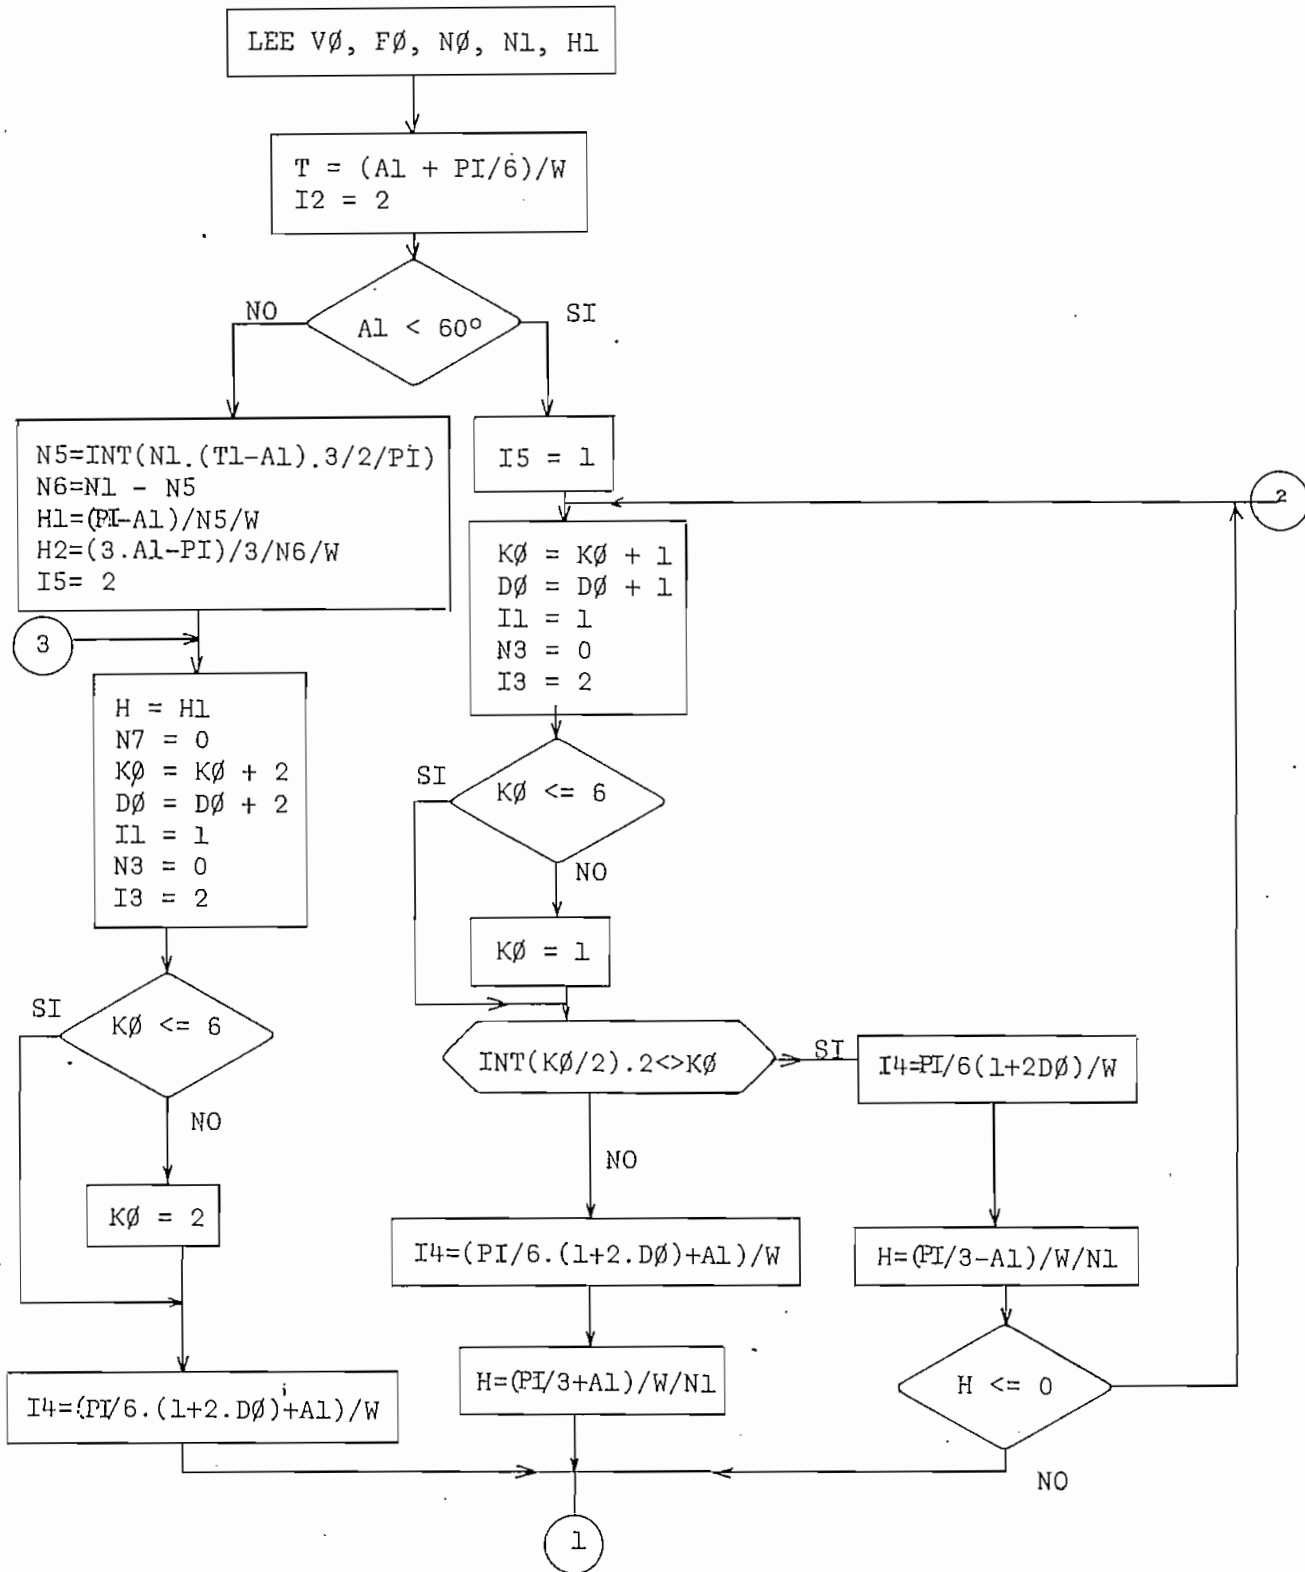 LEE VØ, FØ, NØ, N1, H1
T = (A1 + PI/6)/W
I2 = 2
A1 < 60º
NO
SI
N5=INT(N1.(T1-A1).3/2/PI)
N6=N1 - N5
H1=(PI-A1)/N5/W
H2=(3.A1-PI)/3/N6/W
I5= 2
I5 = 1
2
3
KØ = KØ + 1
DØ = DØ + 1
I1 = 1
N3 = 0
I3 = 2
H = H1
N7 = 0
KØ = KØ + 2
DØ = DØ + 2
I1 = 1
N3 = 0
I3 = 2
SI
KØ <= 6
NO
KØ = 1
SI
KØ <= 6
NO
KØ = 2
INT(KØ/2).2<>KØ
SI
I4=PI/6(1+2DØ)/W
NO
I4=(PI/6.(1+2.DØ)+A1)/W
H=(PI/3-A1)/W/N1
H=(PI/3+A1)/W/N1
H <= 0
I4=(PI/6.(1+2.DØ)+A1)/W
NO
1